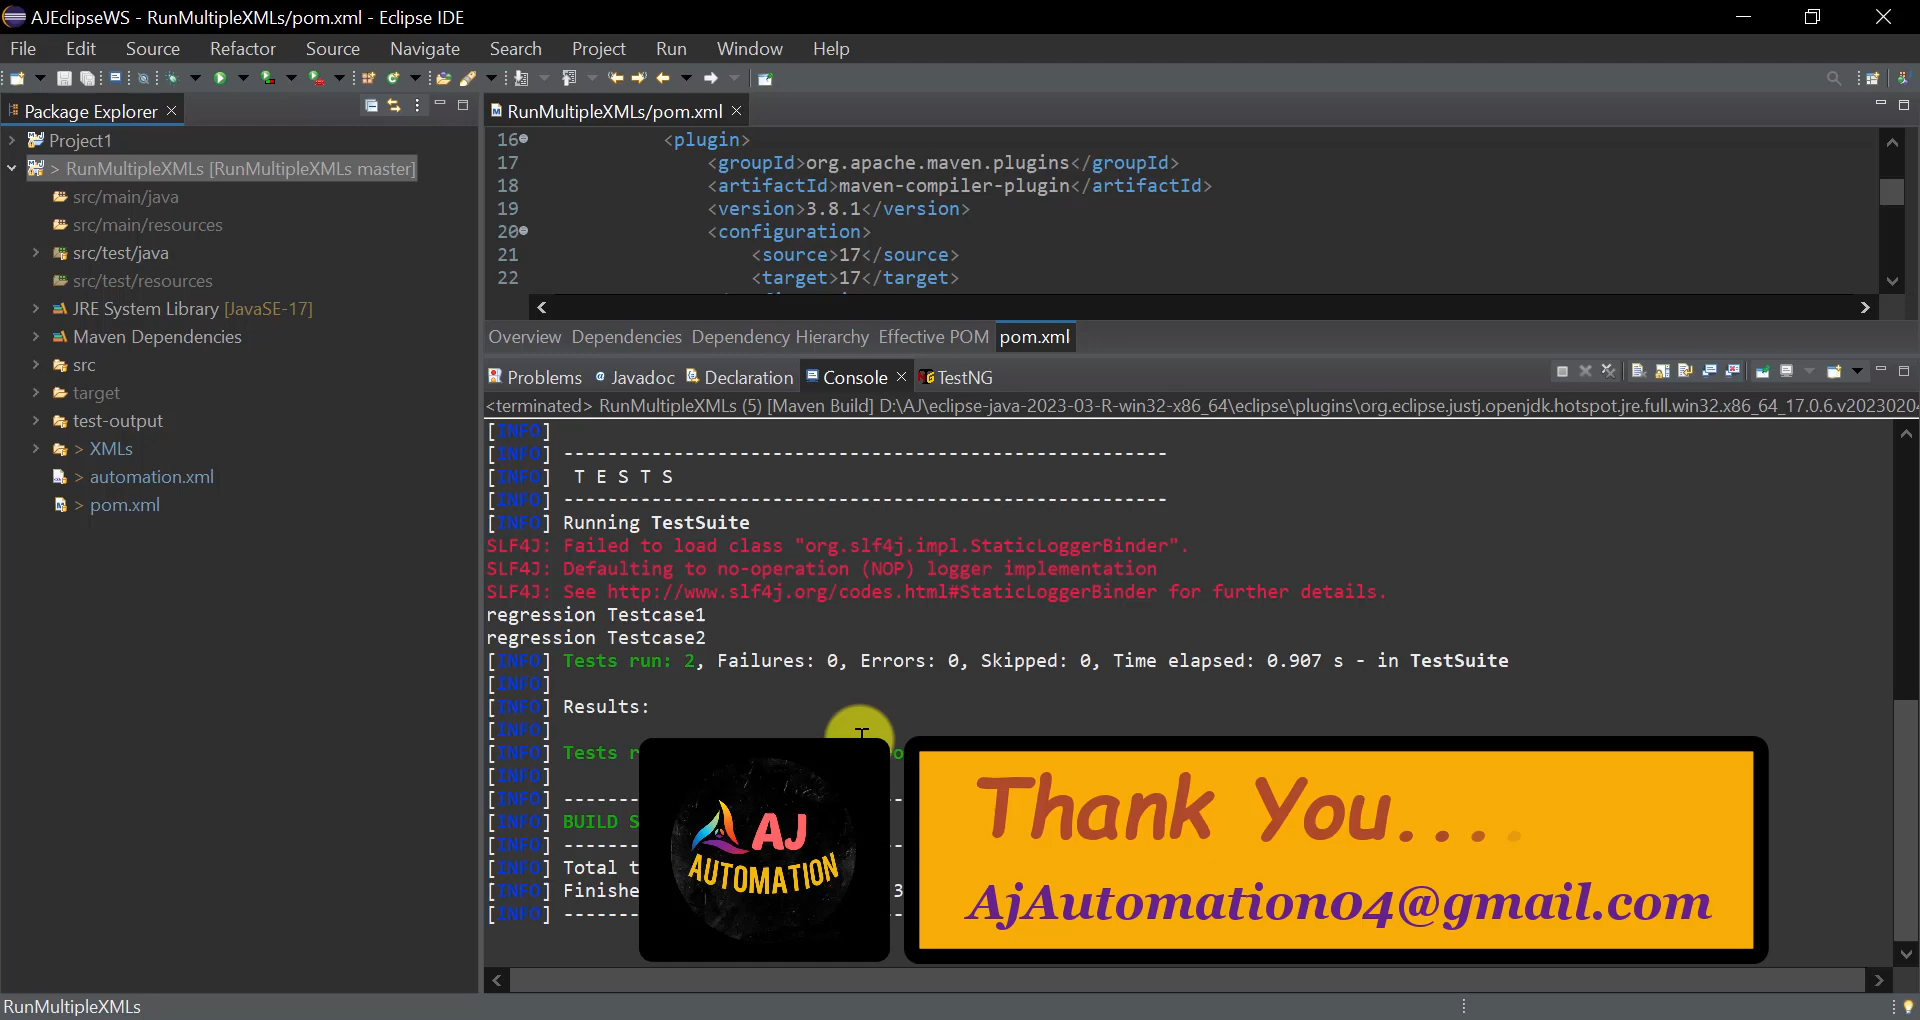 AJEclipseWS - RunMultipleXMLs/pom.xml - Eclipse IDE
File Edit Source Refactor Source Navigate Search Project Run Window Help
Package Explorer
Project1
> RunMultipleXMLs [RunMultipleXMLs master]
src/main/java
src/main/resources
src/test/java
src/test/resources
JRE System Library [JavaSE-17]
Maven Dependencies
src
target
test-output
> XMLs
> automation.xml
> pom.xml
RunMultipleXMLs/pom.xml
16 <plugin>
17 <groupId>org.apache.maven.plugins</groupId>
18 <artifactId>maven-compiler-plugin</artifactId>
19 <version>3.8.1</version>
20 <configuration>
21 <source>17</source>
22 <target>17</target>
Overview Dependencies Dependency Hierarchy Effective POM pom.xml
Problems Javadoc Declaration Console TestNG
<terminated> RunMultipleXMLs (5) [Maven Build] D:\AJ\eclipse-java-2023-03-R-win32-x86_64\eclipse\plugins\org.eclipse.justj.openjdk.hotspot.jre.full.win32.x86_64_17.0.6.v2023020
[INFO]
[INFO] -------------------------------------------------------
[INFO] T E S T S
[INFO] -------------------------------------------------------
[INFO] Running TestSuite
SLF4J: Failed to load class "org.slf4j.impl.StaticLoggerBinder".
SLF4J: Defaulting to no-operation (NOP) logger implementation
SLF4J: See http://www.slf4j.org/codes.html#StaticLoggerBinder for further details.
regression Testcase1
regression Testcase2
[INFO] Tests run: 2, Failures: 0, Errors: 0, Skipped: 0, Time elapsed: 0.907 s - in TestSuite
[INFO]
[INFO] Results:
[INFO]
[INFO] Tests r
[INFO]
[INFO] -------
[INFO] BUILD S
[INFO] -------
[INFO] Total t
[INFO] Finishe 3
[INFO] -------
AJ
AUTOMATION
Thank You....
AjAutomation04@gmail.com
RunMultipleXMLs